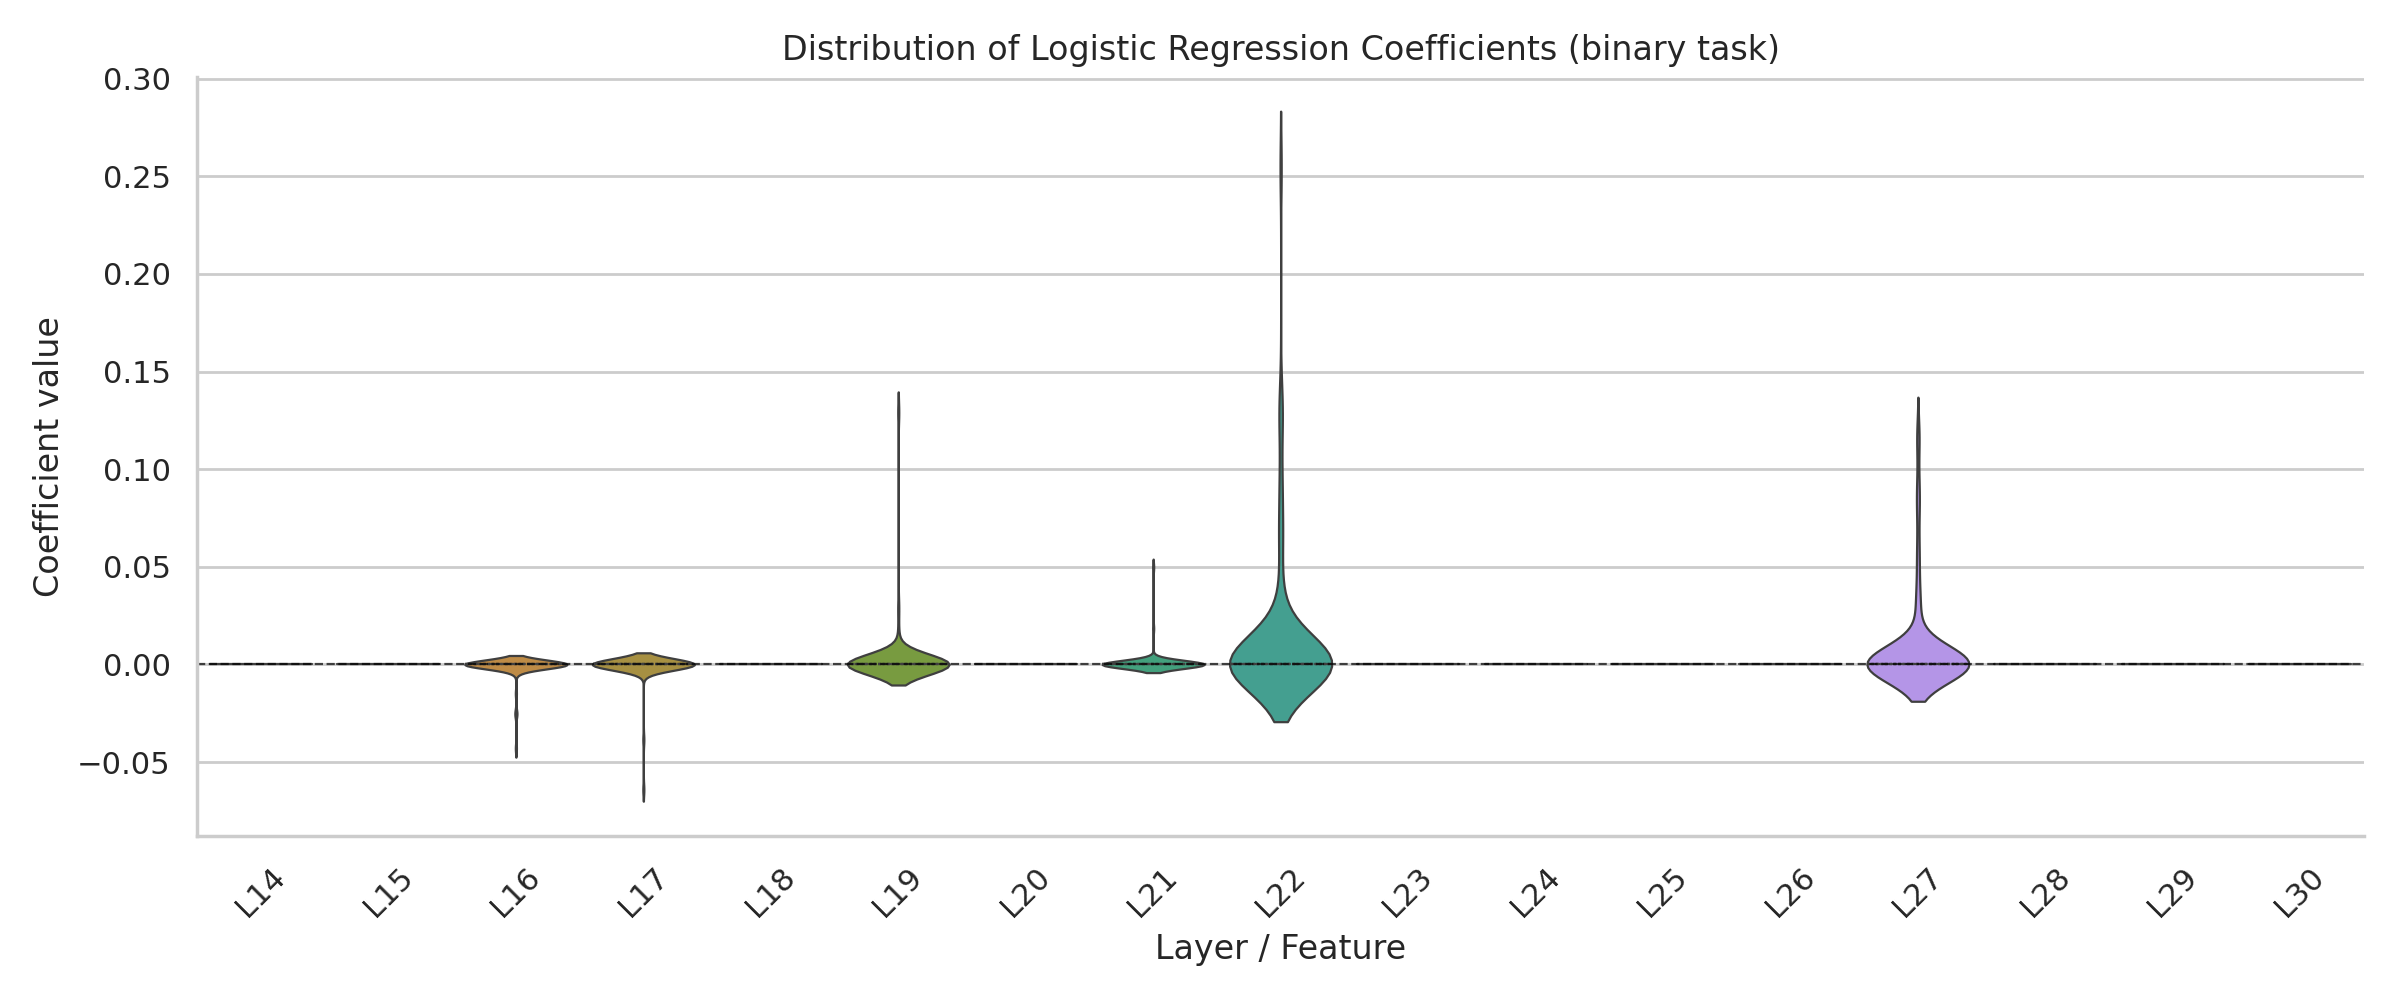 Distribution of Logistic Regression Coefficients (binary task)
0.30
0.25
0.20
0.15
0.10
0.05
0.00
−0.05
Coefficient value
L14 L15 L16 L17 L18 L19 L20 L21 L22 L23 L24 L25 L26 L27 L28 L29 L30
Layer / Feature